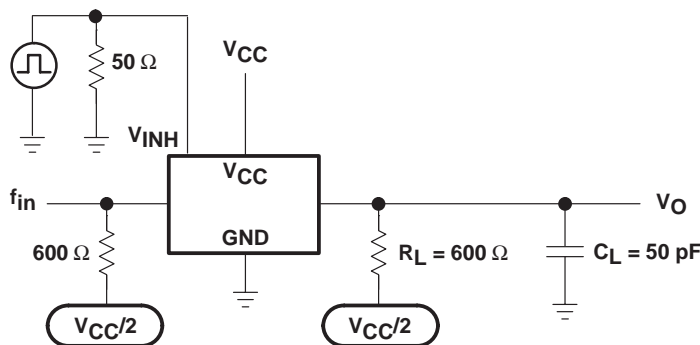 50 Ω
VCC
VINH
VCC
fin
VO
GND
600 Ω
RL = 600 Ω
CL = 50 pF
VCC/2
VCC/2